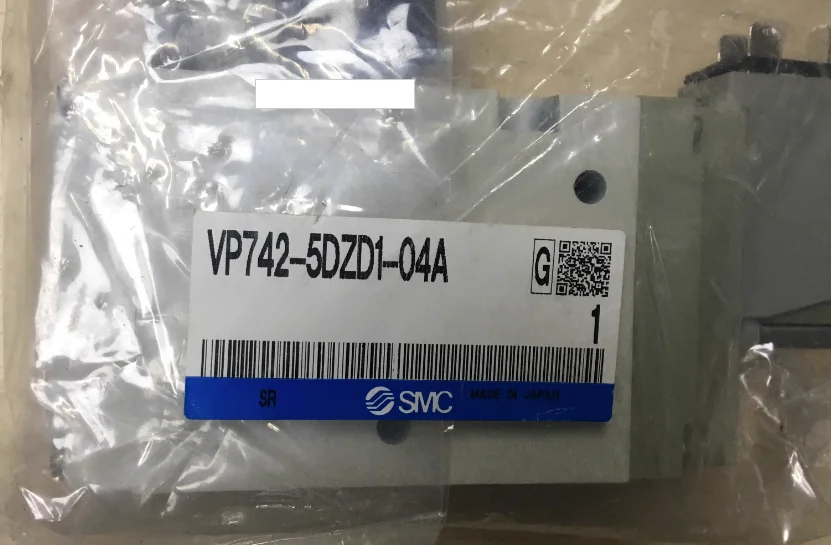 VP742-5DZD1-04A
G
1
SR SMC MADE IN JAPAN